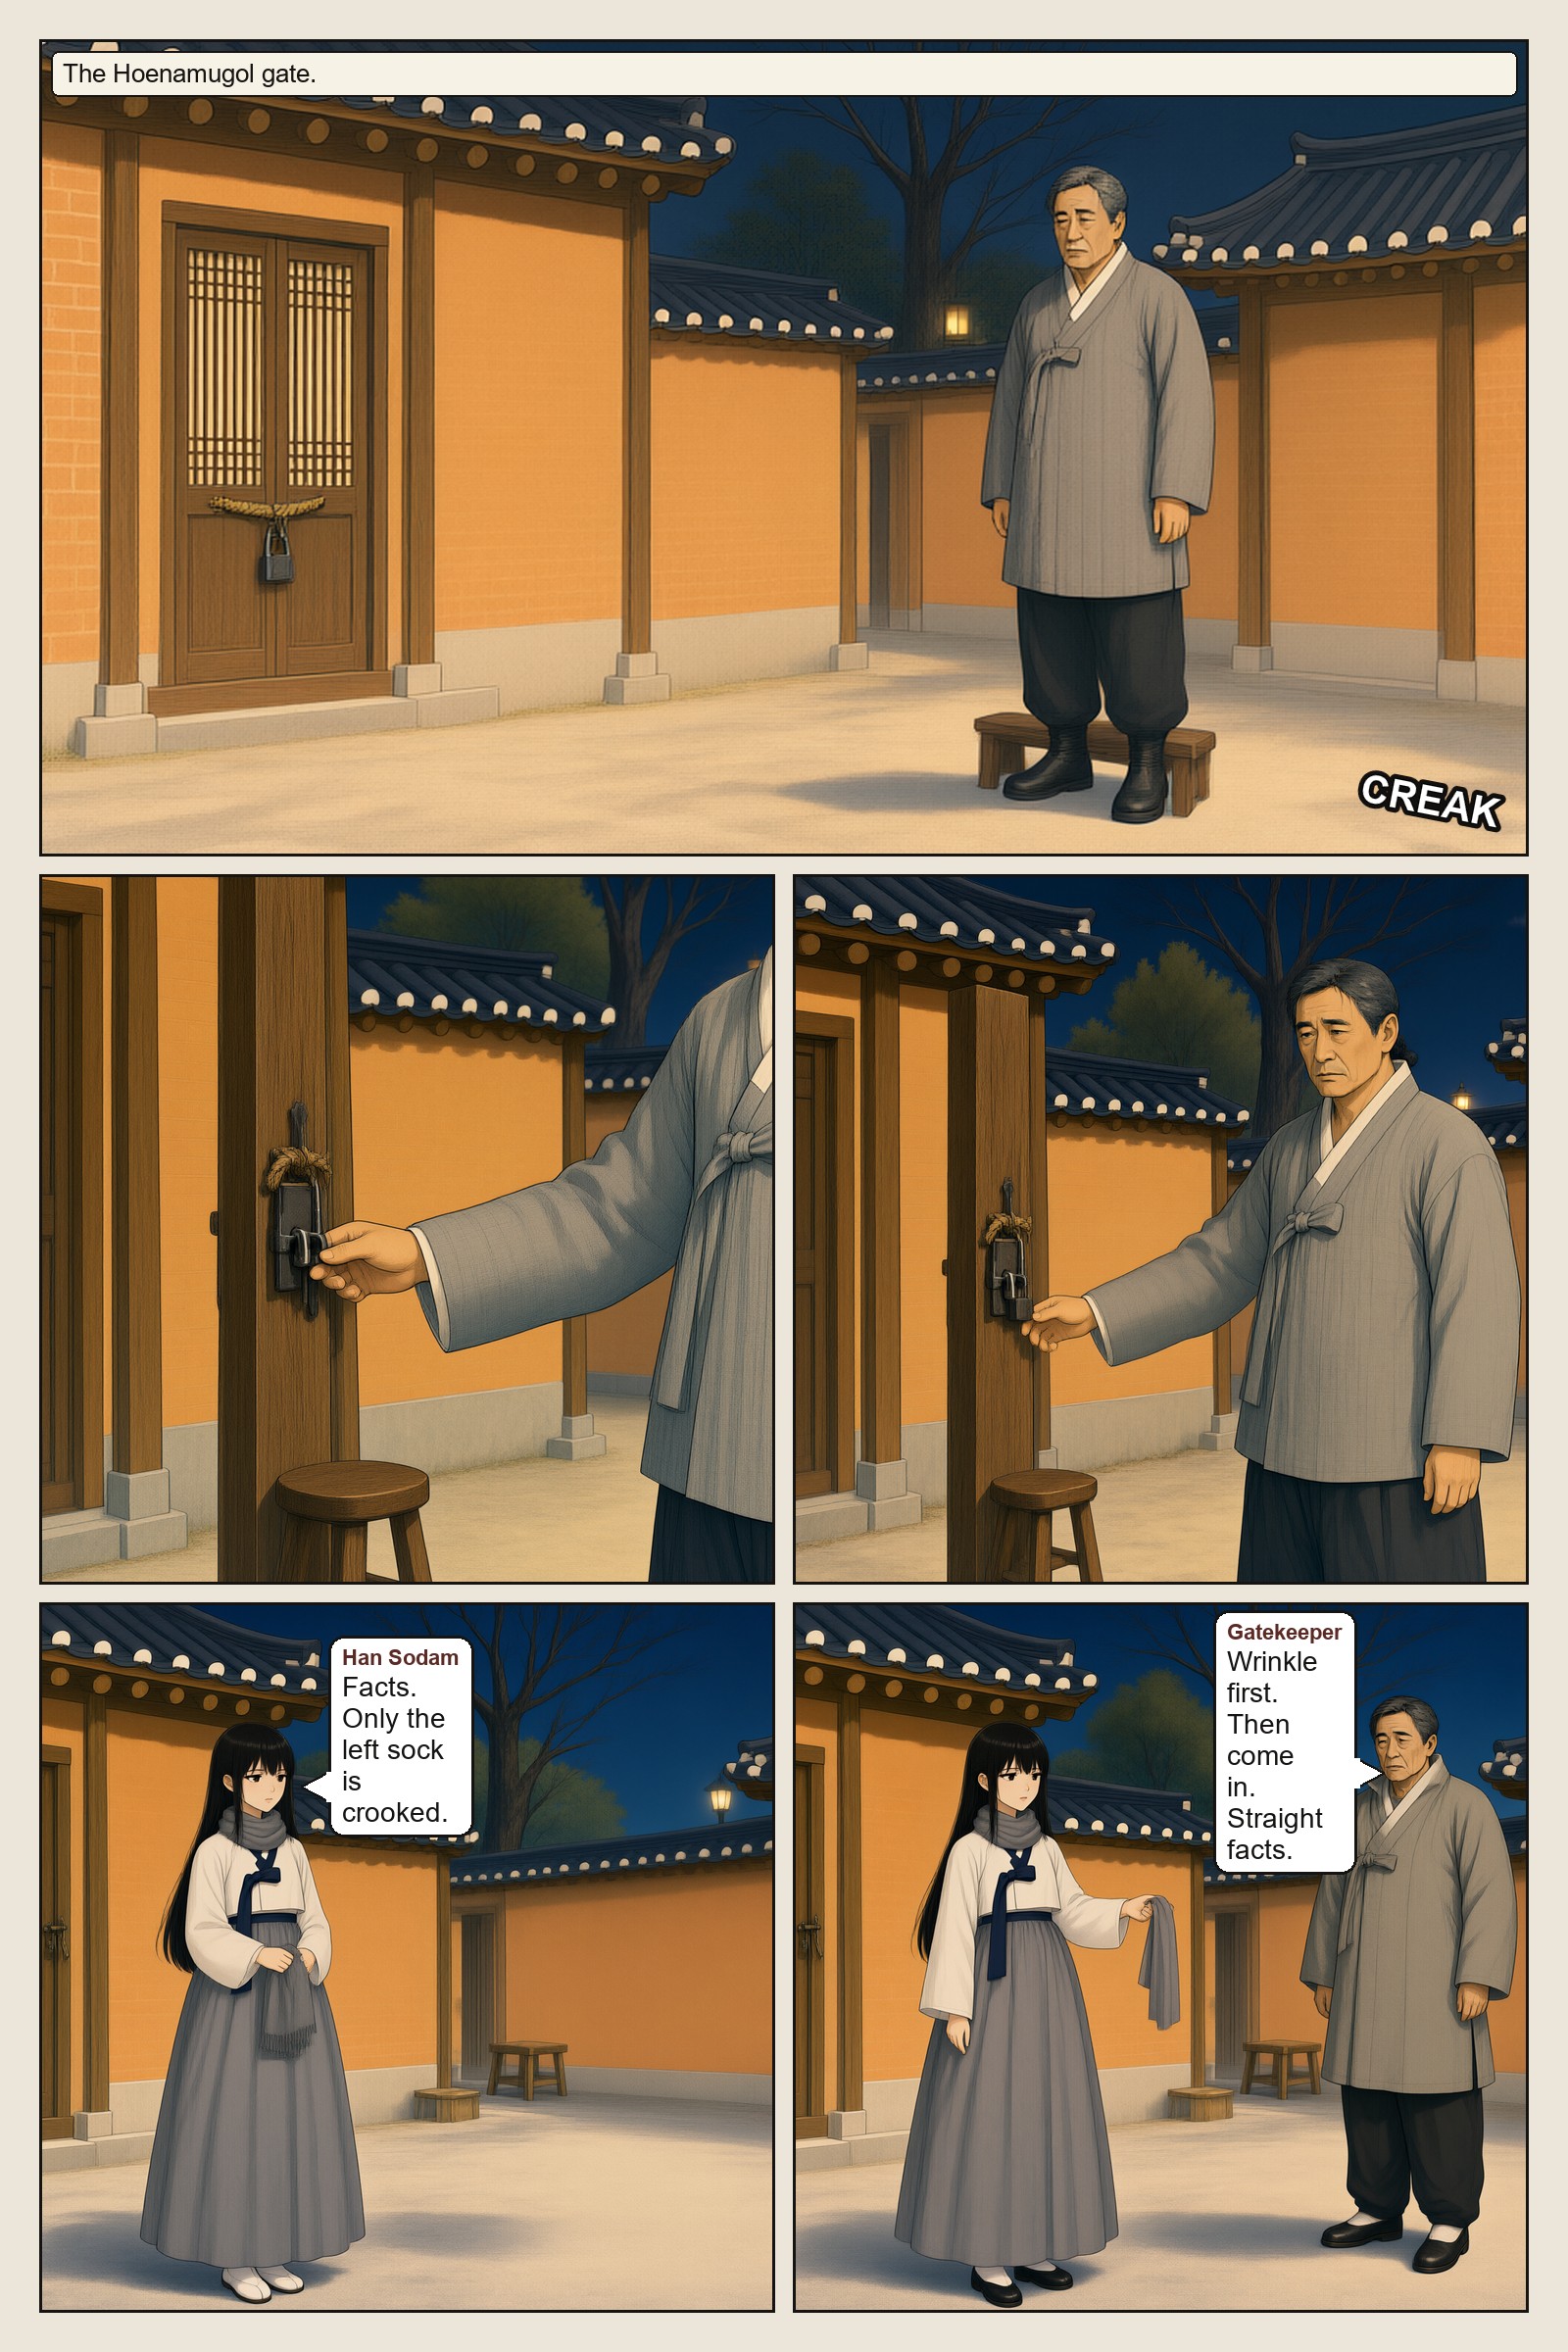 The Hoenamugol gate.
CREAK
Han Sodam
Facts.
Only the
left sock
is
crooked.
Gatekeeper
Wrinkle
first.
Then
come
in.
Straight
facts.